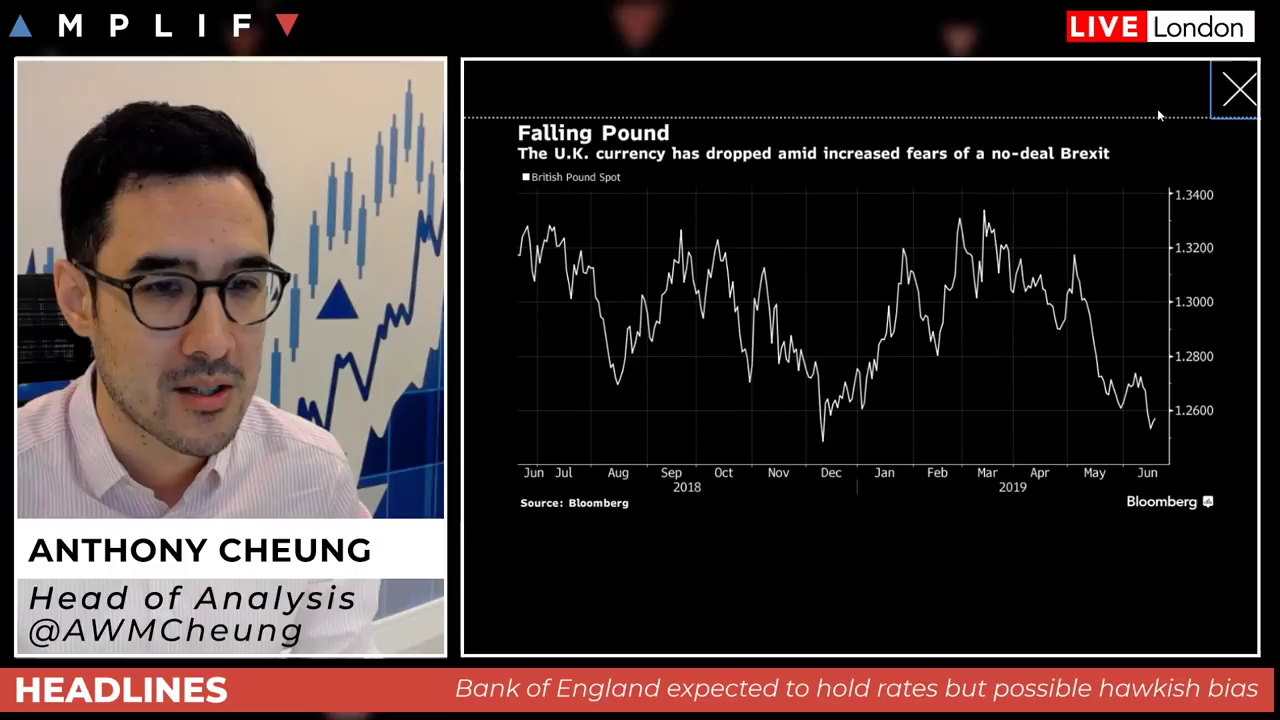 AMPLIFY
LIVE London
Falling Pound
The U.K. currency has dropped amid increased fears of a no-deal Brexit
British Pound Spot
1.3400
1.3200
1.3000
1.2800
1.2600
Jun Jul Aug Sep Oct Nov Dec Jan Feb Mar Apr May Jun
2018 2019
Source: Bloomberg
Bloomberg
ANTHONY CHEUNG
Head of Analysis
@AWMCheung
HEADLINES
Bank of England expected to hold rates but possible hawkish bias